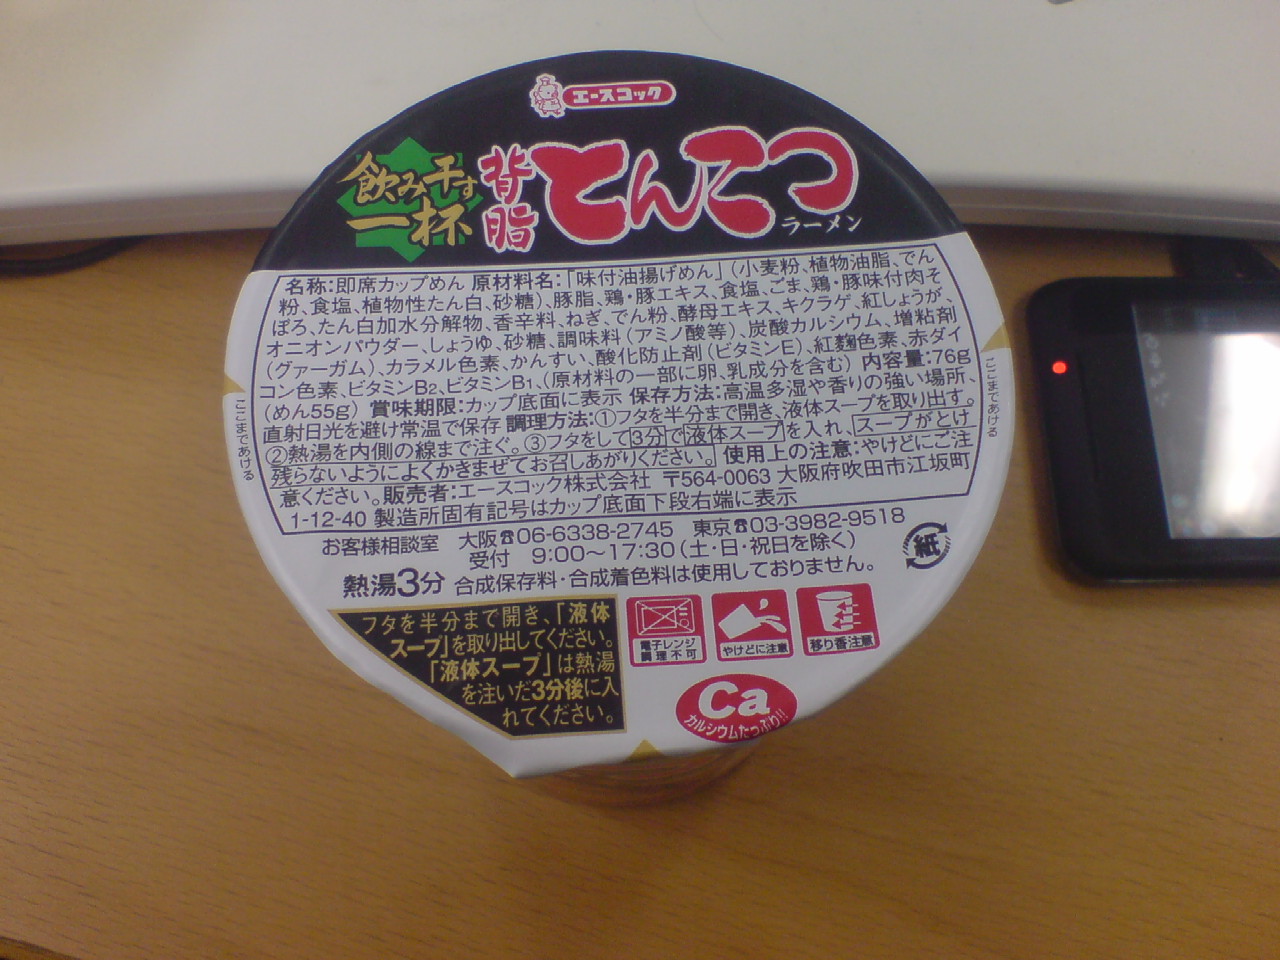 エースコック
飲み干す
一杯
背脂
とんこつ
ラーメン
名称:即席カップめん 原材料名:「味付油揚げめん」(小麦粉、植物油脂、でん
粉、食塩、植物性たん白、砂糖)、豚脂、鶏・豚エキス、食塩、ごま、鶏・豚味付肉そ
ぼろ、たん白加水分解物、香辛料、ねぎ、でん粉、酵母エキス、キクラゲ、紅しょうが、
オニオンパウダー、しょうゆ、砂糖、調味料(アミノ酸等)、炭酸カルシウム、増粘剤
(グァーガム)、カラメル色素、かんすい、酸化防止剤(ビタミンE)、紅麹色素、赤ダイ
コン色素、ビタミンB₂、ビタミンB₁、(原材料の一部に卵、乳成分を含む) 内容量:76g
(めん55g) 賞味期限:カップ底面に表示 保存方法:高温多湿や香りの強い場所、
直射日光を避け常温で保存 調理方法:①フタを半分まで開き、液体スープを取り出す。
②熱湯を内側の線まで注ぐ。③フタをして3分で液体スープを入れ、スープがとけ
残らないようによくかきまぜてお召しあがりください。使用上の注意:やけどにご注
意ください。販売者:エースコック株式会社 〒564-0063 大阪府吹田市江坂町
1-12-40 製造所固有記号はカップ底面下段右端に表示
ここまであける
ここまであける
お客様相談室 大阪☎06-6338-2745 東京☎03-3982-9518
受付 9:00〜17:30(土・日・祝日を除く)
紙
熱湯3分 合成保存料・合成着色料は使用しておりません。
フタを半分まで開き、「液体
スープ」を取り出してください。
「液体スープ」は熱湯
を注いだ3分後に入
れてください。
電子レンジ
調理不可
やけどに注意
移り香注意
Ca
カルシウムたっぷり!!